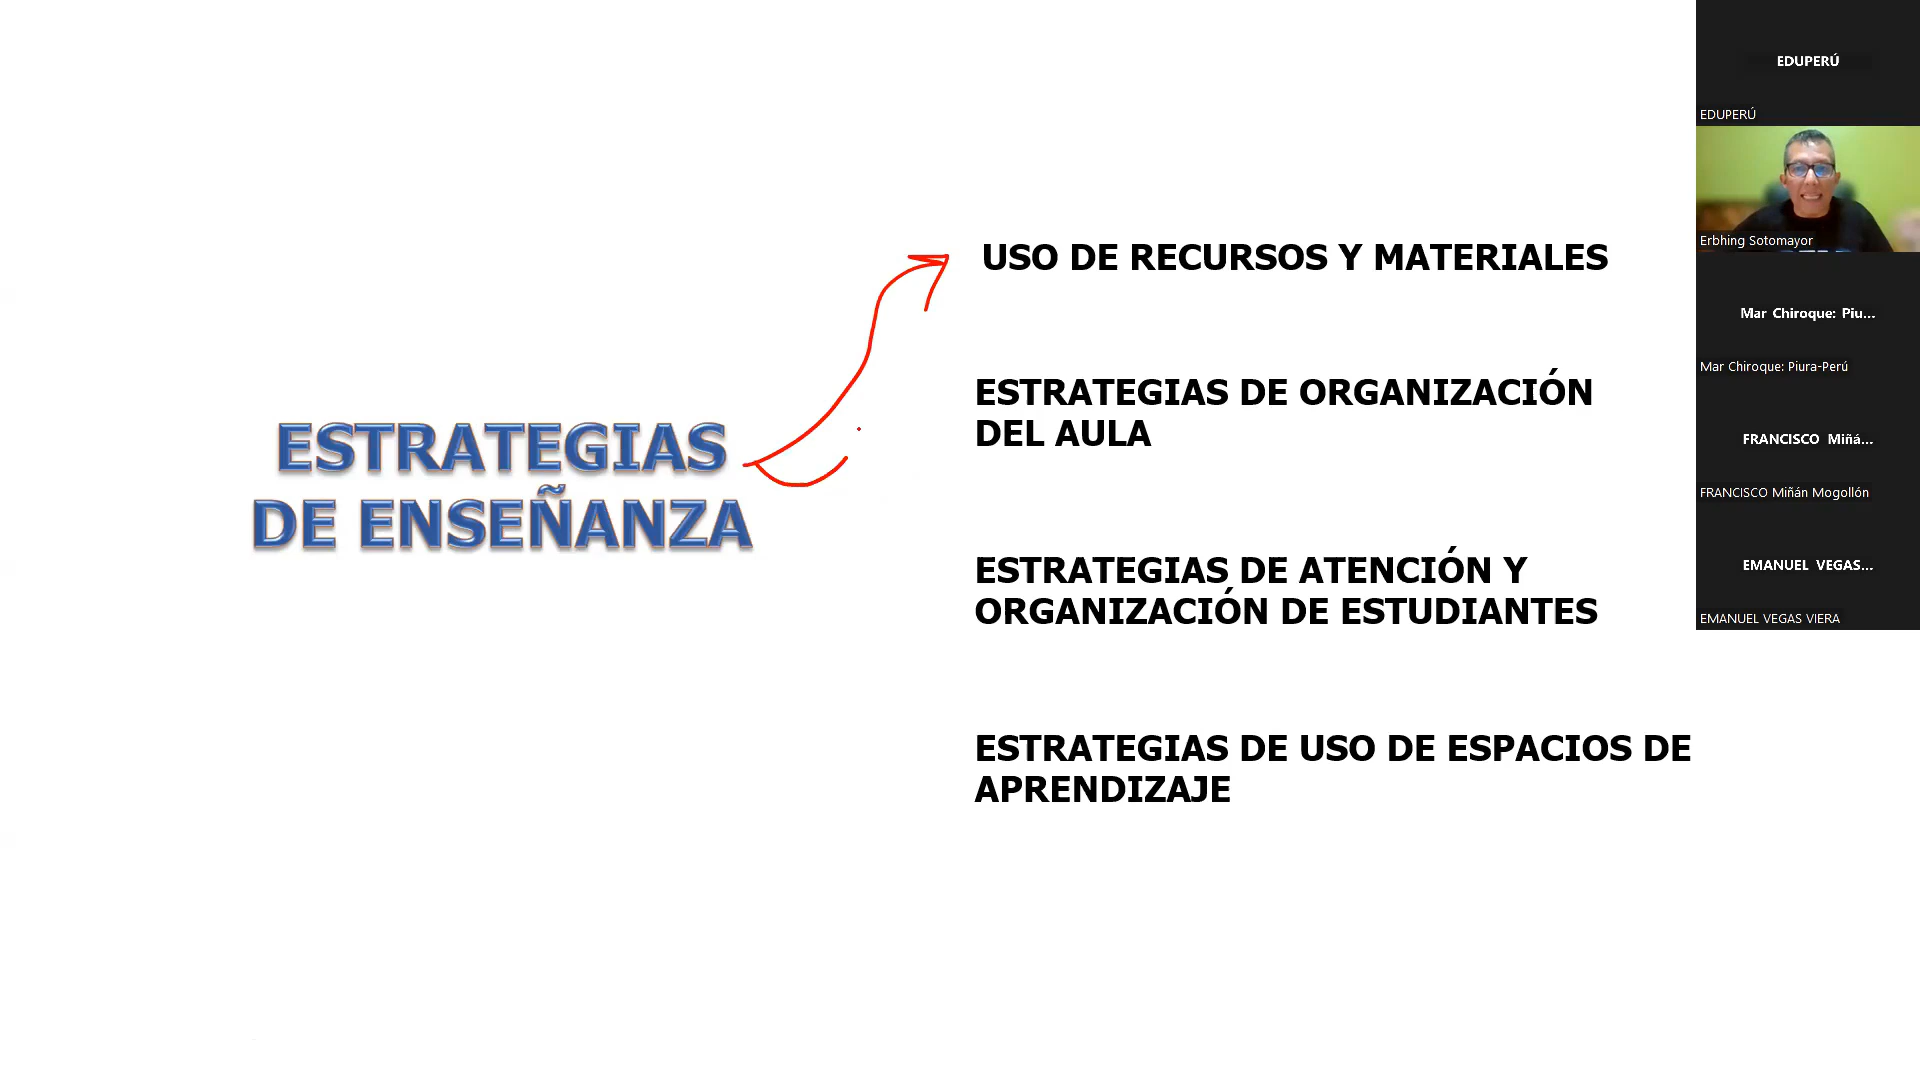 ESTRATEGIAS
DE ENSEÑANZA
USO DE RECURSOS Y MATERIALES
ESTRATEGIAS DE ORGANIZACIÓN
DEL AULA
ESTRATEGIAS DE ATENCIÓN Y
ORGANIZACIÓN DE ESTUDIANTES
ESTRATEGIAS DE USO DE ESPACIOS DE
APRENDIZAJE
EDUPERÚ
EDUPERÚ
Erbhing Sotomayor
Mar Chiroque: Piu...
Mar Chiroque: Piura-Perú
FRANCISCO Miñá...
FRANCISCO Miñán Mogollón
EMANUEL VEGAS...
EMANUEL VEGAS VIERA